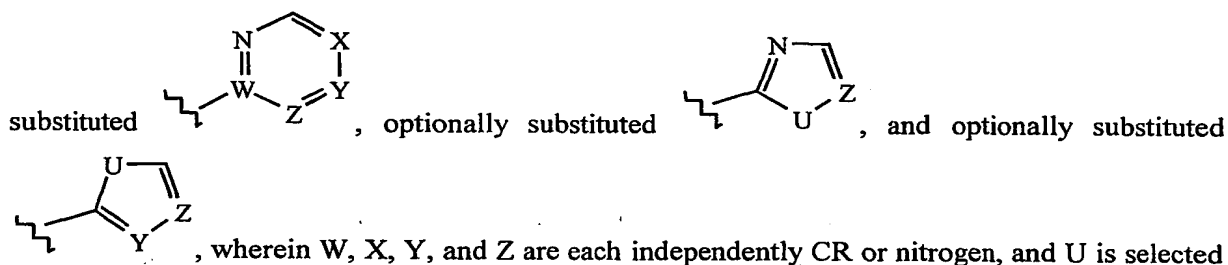 N X W Z Y N Z U
substituted , optionally substituted , and optionally substituted
U Z Y
, wherein W, X, Y, and Z are each independently CR or nitrogen, and U is selected